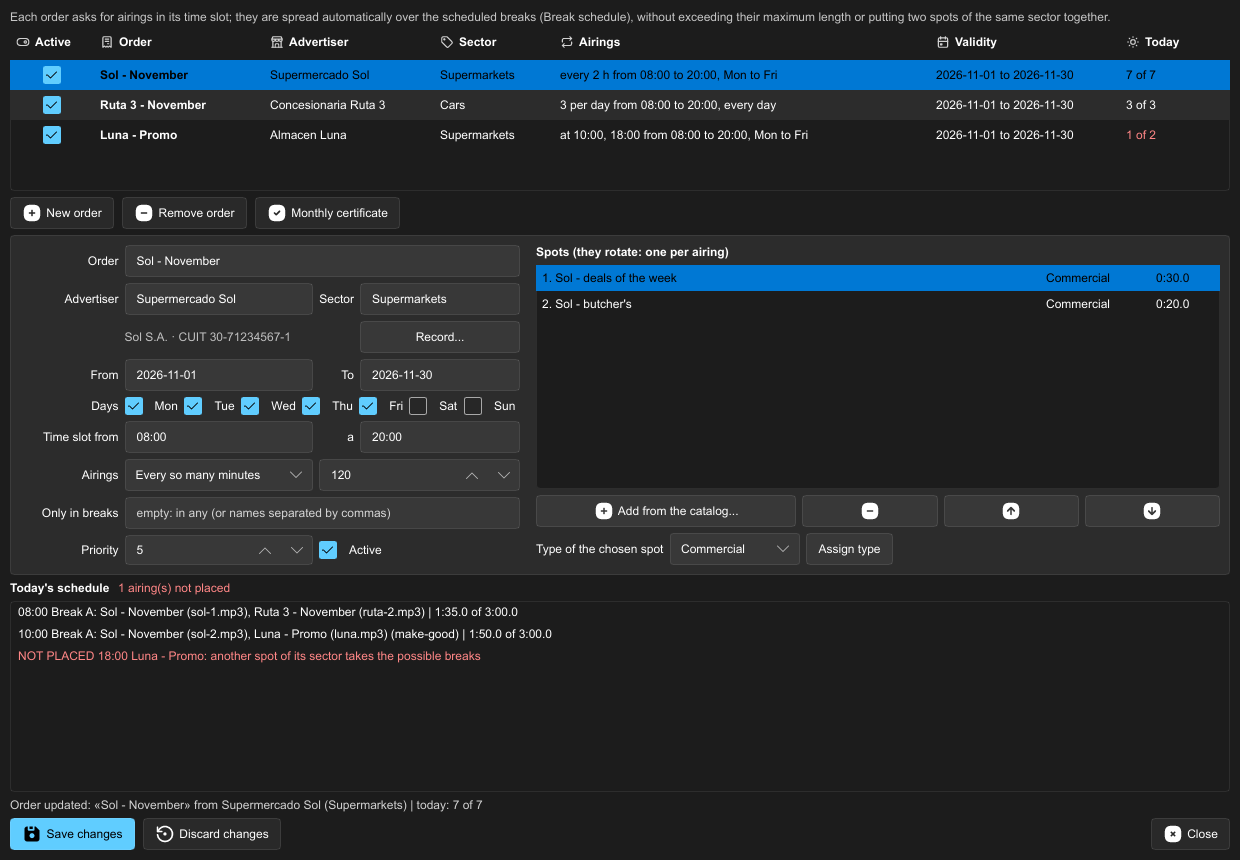 Each order asks for airings in its time slot; they are spread automatically over the scheduled breaks (Break schedule), without exceeding their maximum length or putting two spots of the same sector together.
Active Order Advertiser Sector Airings Validity Today
Sol - November Supermercado Sol Supermarkets every 2 h from 08:00 to 20:00, Mon to Fri 2026-11-01 to 2026-11-30 7 of 7
Ruta 3 - November Concesionaria Ruta 3 Cars 3 per day from 08:00 to 20:00, every day 2026-11-01 to 2026-11-30 3 of 3
Luna - Promo Almacen Luna Supermarkets at 10:00, 18:00 from 08:00 to 20:00, Mon to Fri 2026-11-01 to 2026-11-30 1 of 2
New order Remove order Monthly certificate
Order Sol - November
Advertiser Supermercado Sol Sector Supermarkets
Sol S.A. · CUIT 30-71234567-1 Record...
From 2026-11-01 To 2026-11-30
Days Mon Tue Wed Thu Fri Sat Sun
Time slot from 08:00 a 20:00
Airings Every so many minutes 120
Only in breaks empty: in any (or names separated by commas)
Priority 5 Active
Spots (they rotate: one per airing)
1. Sol - deals of the week Commercial 0:30.0
2. Sol - butcher's Commercial 0:20.0
Add from the catalog...
Type of the chosen spot Commercial Assign type
Today's schedule 1 airing(s) not placed
08:00 Break A: Sol - November (sol-1.mp3), Ruta 3 - November (ruta-2.mp3) | 1:35.0 of 3:00.0
10:00 Break A: Sol - November (sol-2.mp3), Luna - Promo (luna.mp3) (make-good) | 1:50.0 of 3:00.0
NOT PLACED 18:00 Luna - Promo: another spot of its sector takes the possible breaks
Order updated: «Sol - November» from Supermercado Sol (Supermarkets) | today: 7 of 7
Save changes Discard changes Close